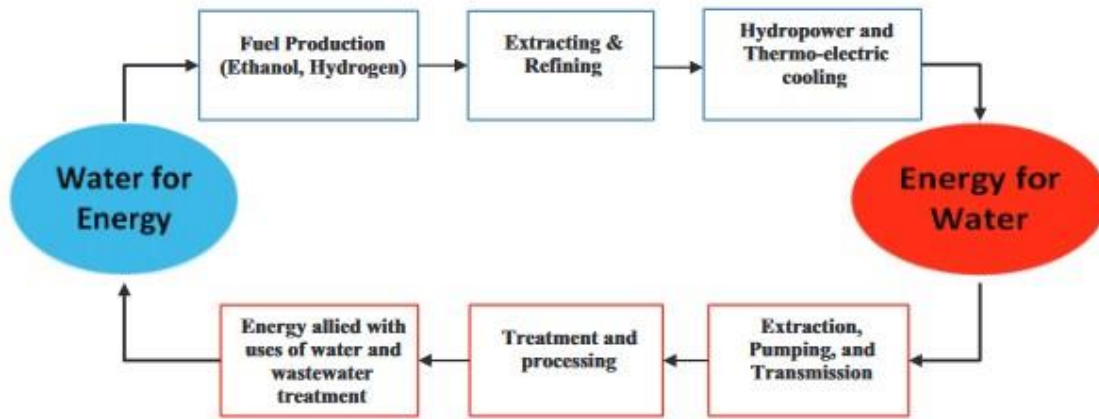 Fuel Production
(Ethanol, Hydrogen)
Extracting &
Refining
Hydropower and
Thermo-electric
cooling
Water for
Energy
Energy for
Water
Energy allied with
uses of water and
wastewater
treatment
Treatment and
processing
Extraction,
Pumping, and
Transmission